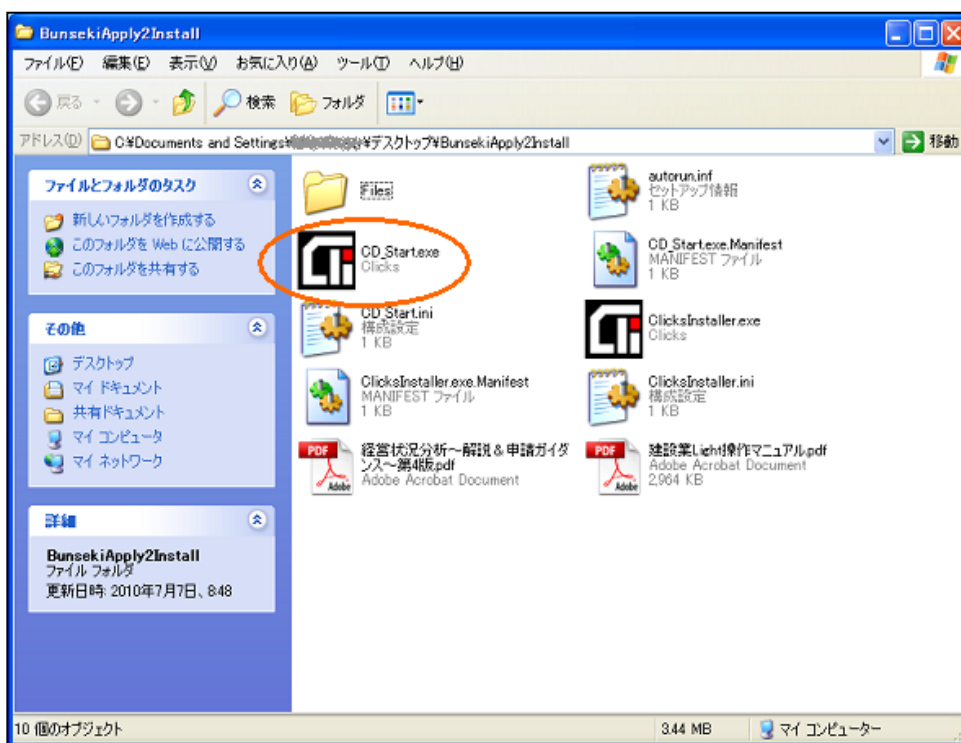 BunsekiApply2Install
ファイル(F) 編集(E) 表示(V) お気に入り(A) ツール(T) ヘルプ(H)
戻る 検索 フォルダ
アドレス(D) C:¥Documents and Settings¥ ¥デスクトップ¥BunsekiApply2Install 移動
ファイルとフォルダのタスク
新しいフォルダを作成する
このフォルダを Web に公開する
このフォルダを共有する
その他
デスクトップ
マイ ドキュメント
共有ドキュメント
マイ コンピュータ
マイ ネットワーク
詳細
BunsekiApply2Install
ファイル フォルダ
更新日時: 2010年7月7日、8:48
Files
autorun.inf
セットアップ情報
1 KB
CD_Start.exe
Clicks
CD_Start.exe.Manifest
MANIFEST ファイル
1 KB
CD_Start.ini
構成設定
1 KB
ClicksInstaller.exe
Clicks
ClicksInstaller.exe.Manifest
MANIFEST ファイル
1 KB
ClicksInstaller.ini
構成設定
1 KB
PDF
Adobe
経営状況分析～解説＆申請ガイダ
ンス～第4版.pdf
Adobe Acrobat Document
PDF
Adobe
建設業Light操作マニュアル.pdf
Adobe Acrobat Document
2,964 KB
10 個のオブジェクト 3.44 MB マイ コンピューター